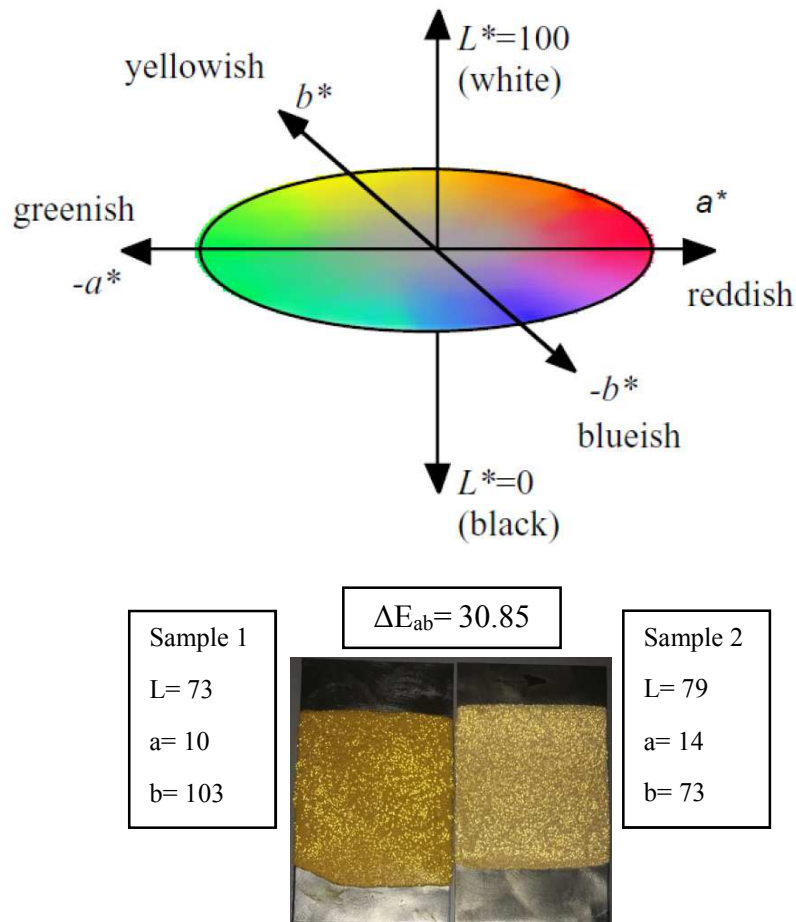 L*=100
(white)
yellowish
b*
greenish
a*
-a*
reddish
-b*
blueish
L*=0
(black)
ΔEab= 30.85
Sample 1
L= 73
a= 10
b= 103
Sample 2
L= 79
a= 14
b= 73